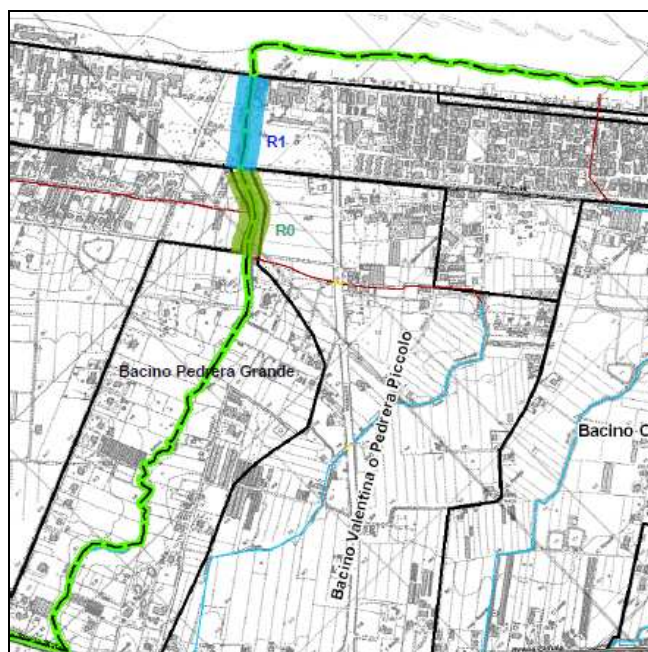 R1
R0
Bacino Pedrera Grande
Bacino Valentina o Pedrera Piccolo
Bacino C